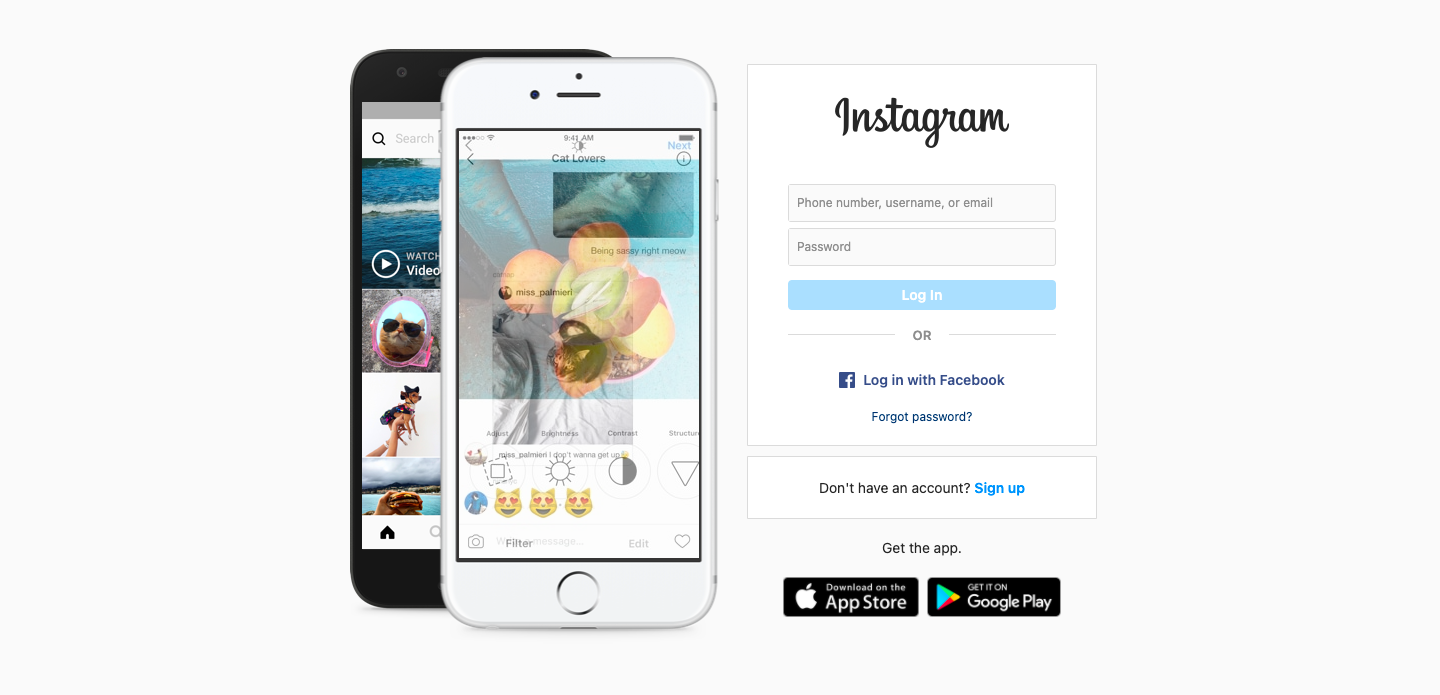 Search
WATCH
Video
9:41 AM
Next
Cat Lovers
Being sassy right meow
miss_palmieri
Adjust
Brightness
Contrast
Structure
miss_palmieri I don't wanna get up
Filter
Edit
Instagram
Phone number, username, or email
Password
Log In
OR
Log in with Facebook
Forgot password?
Don't have an account? Sign up
Get the app.
Download on the
App Store
GET IT ON
Google Play